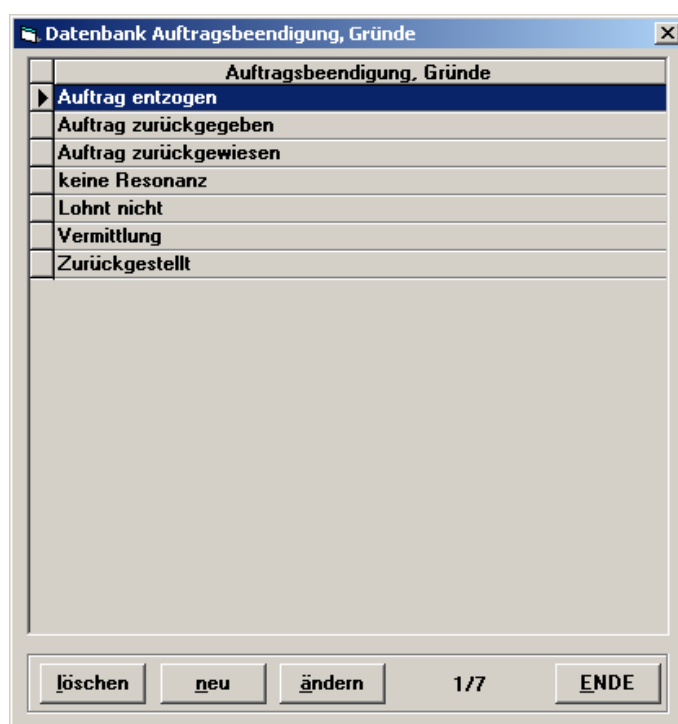 Datenbank Auftragsbeendigung, Gründe
Auftragsbeendigung, Gründe
Auftrag entzogen
Auftrag zurückgegeben
Auftrag zurückgewiesen
keine Resonanz
Lohnt nicht
Vermittlung
Zurückgestellt
löschen neu ändern 1/7 ENDE